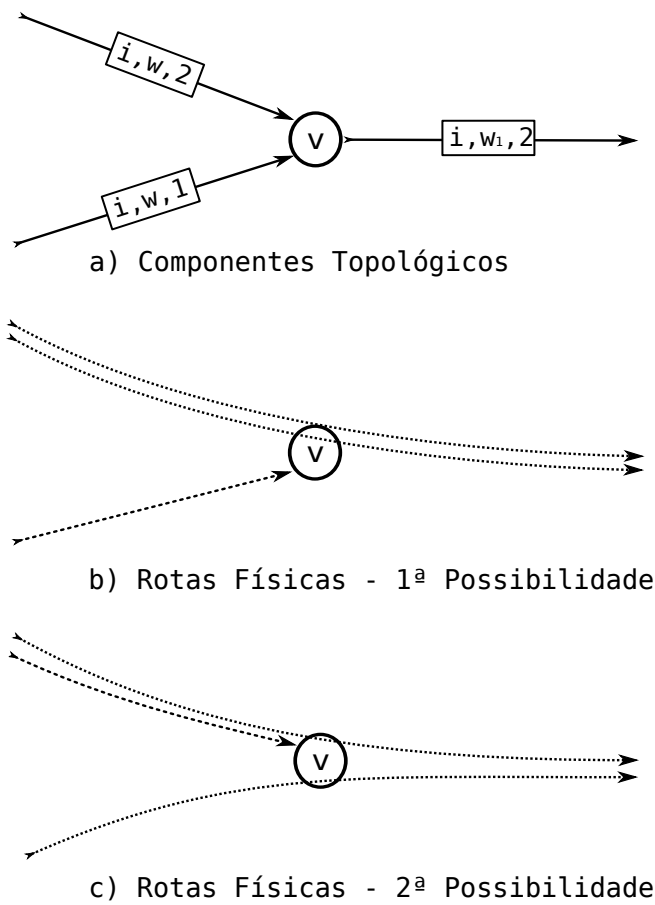 i,w,2
v
i,w₁,2
i,w,1
a) Componentes Topológicos
v
b) Rotas Físicas - 1ª Possibilidade
v
c) Rotas Físicas - 2ª Possibilidade